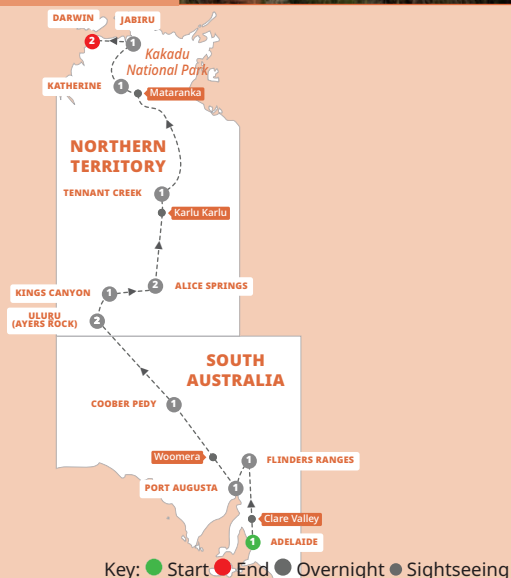 DARWIN
JABIRU
2
1
Kakadu
National Park
KATHERINE
1
Mataranka
NORTHERN
TERRITORY
TENNANT CREEK
1
Karlu Karlu
KINGS CANYON
1
2
ALICE SPRINGS
ULURU
(AYERS ROCK)
2
SOUTH
AUSTRALIA
COOBER PEDY
1
Woomera
1
FLINDERS RANGES
PORT AUGUSTA
1
Clare Valley
1
ADELAIDE
Key: Start End Overnight Sightseeing